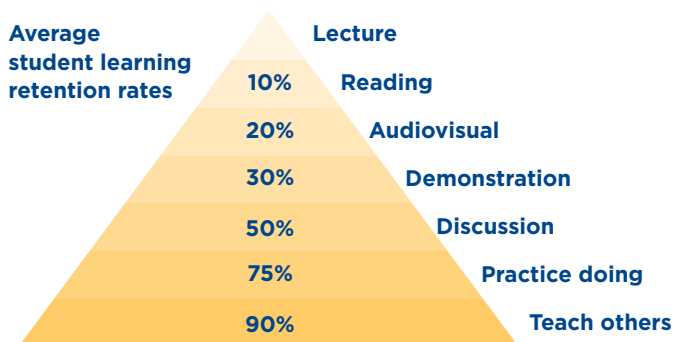 Average
student learning
retention rates
Lecture
10% Reading
20% Audiovisual
30% Demonstration
50% Discussion
75% Practice doing
90% Teach others